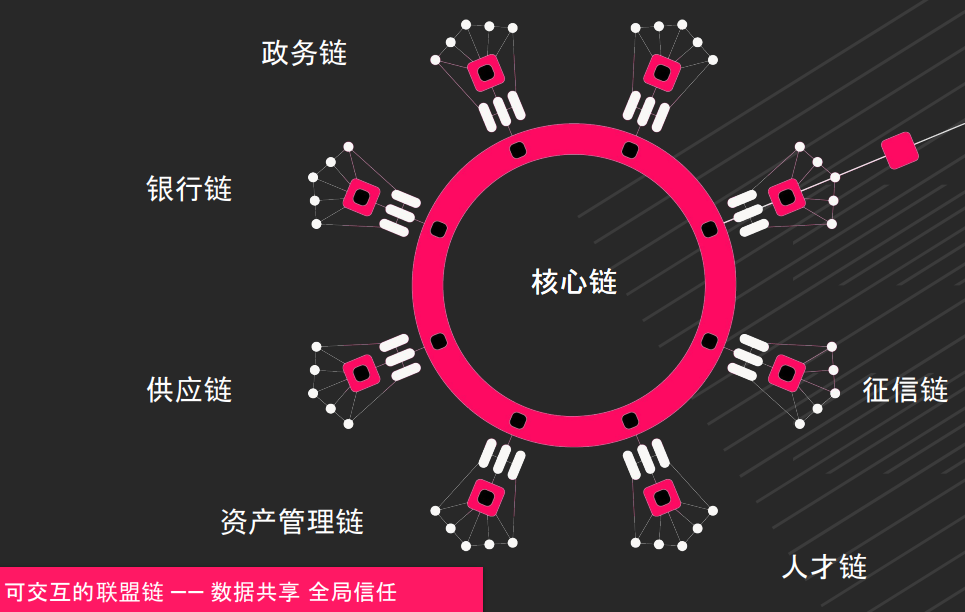 政务链
银行链
核心链
供应链
征信链
资产管理链
人才链
可交互的联盟链 —— 数据共享 全局信任